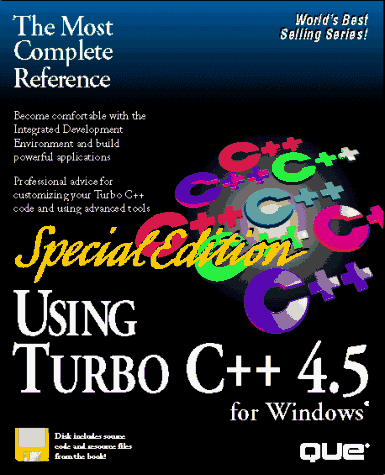 The Most
Complete
Reference
World's Best
Selling Series!
Become comfortable with the
Integrated Development
Environment and build
powerful applications
Professional advice for
customizing your Turbo C++
code and using advanced tools
C++
C++
C++
C++
C++
C++
C++
C++
Special Edition
USING
TURBO C++ 4.5
for Windows
Disk includes source
code and resource files
from the book!
QUE